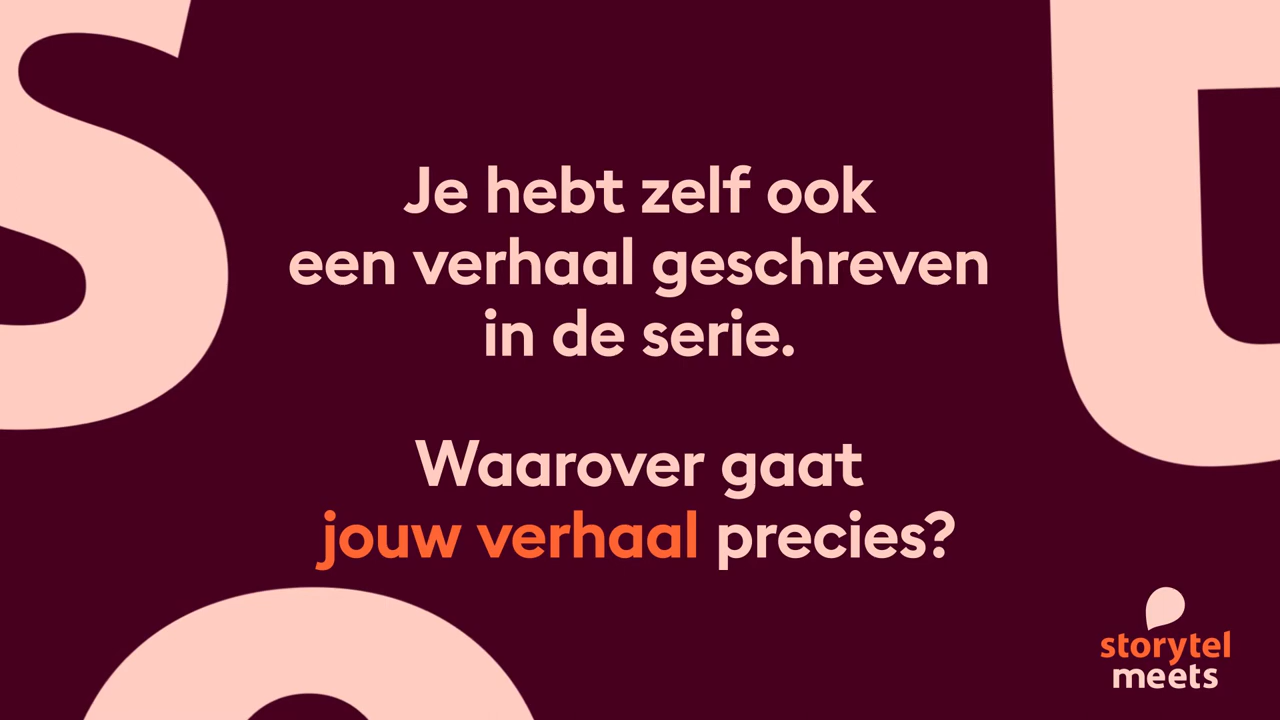 Je hebt zelf ook
een verhaal geschreven
in de serie.
Waarover gaat
jouw verhaal precies?
storytel
meets